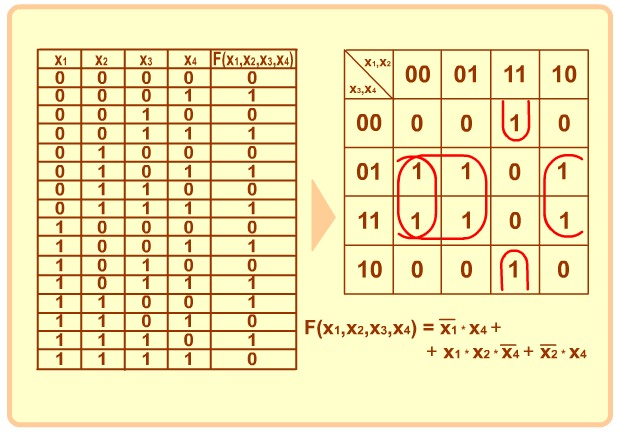 x1 x2 x3 x4 F(x1,x2,x3,x4)
0 0 0 0 0
0 0 0 1 1
0 0 1 0 0
0 0 1 1 1
0 1 0 0 0
0 1 0 1 1
0 1 1 0 0
0 1 1 1 1
1 0 0 0 0
1 0 0 1 1
1 0 1 0 0
1 0 1 1 1
1 1 0 0 1
1 1 0 1 0
1 1 1 0 1
1 1 1 1 0
x1,x2
x3,x4
00 01 11 10
00 0 0 1 0
01 1 1 0 1
11 1 1 0 1
10 0 0 1 0
F(x1,x2,x3,x4) = x̅1 * x4 +
+ x1 * x2 * x̅4 + x̅2 * x4